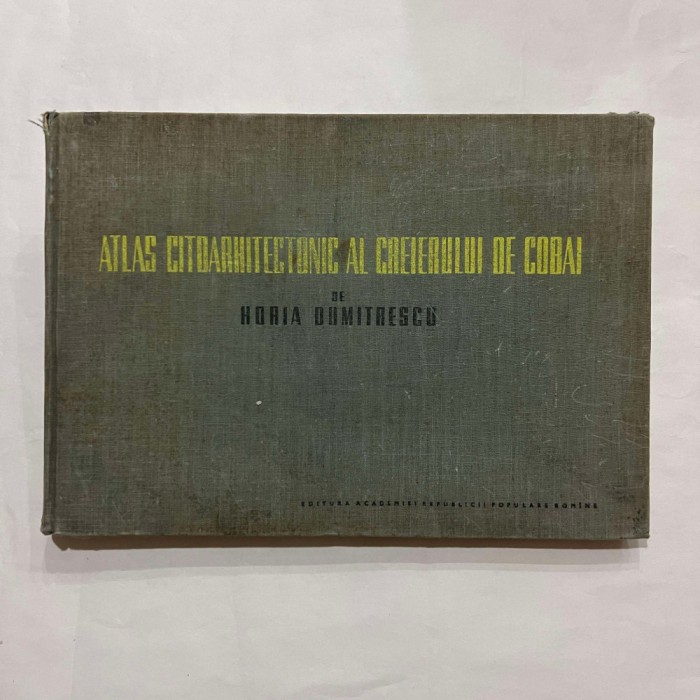 ATLAS CITOARHITECTONIC AL CREIERULUI DE COBAI
DE
HORIA DUMITRESCU
EDITURA ACADEMIEI REPUBLICII POPULARE ROMÎNE